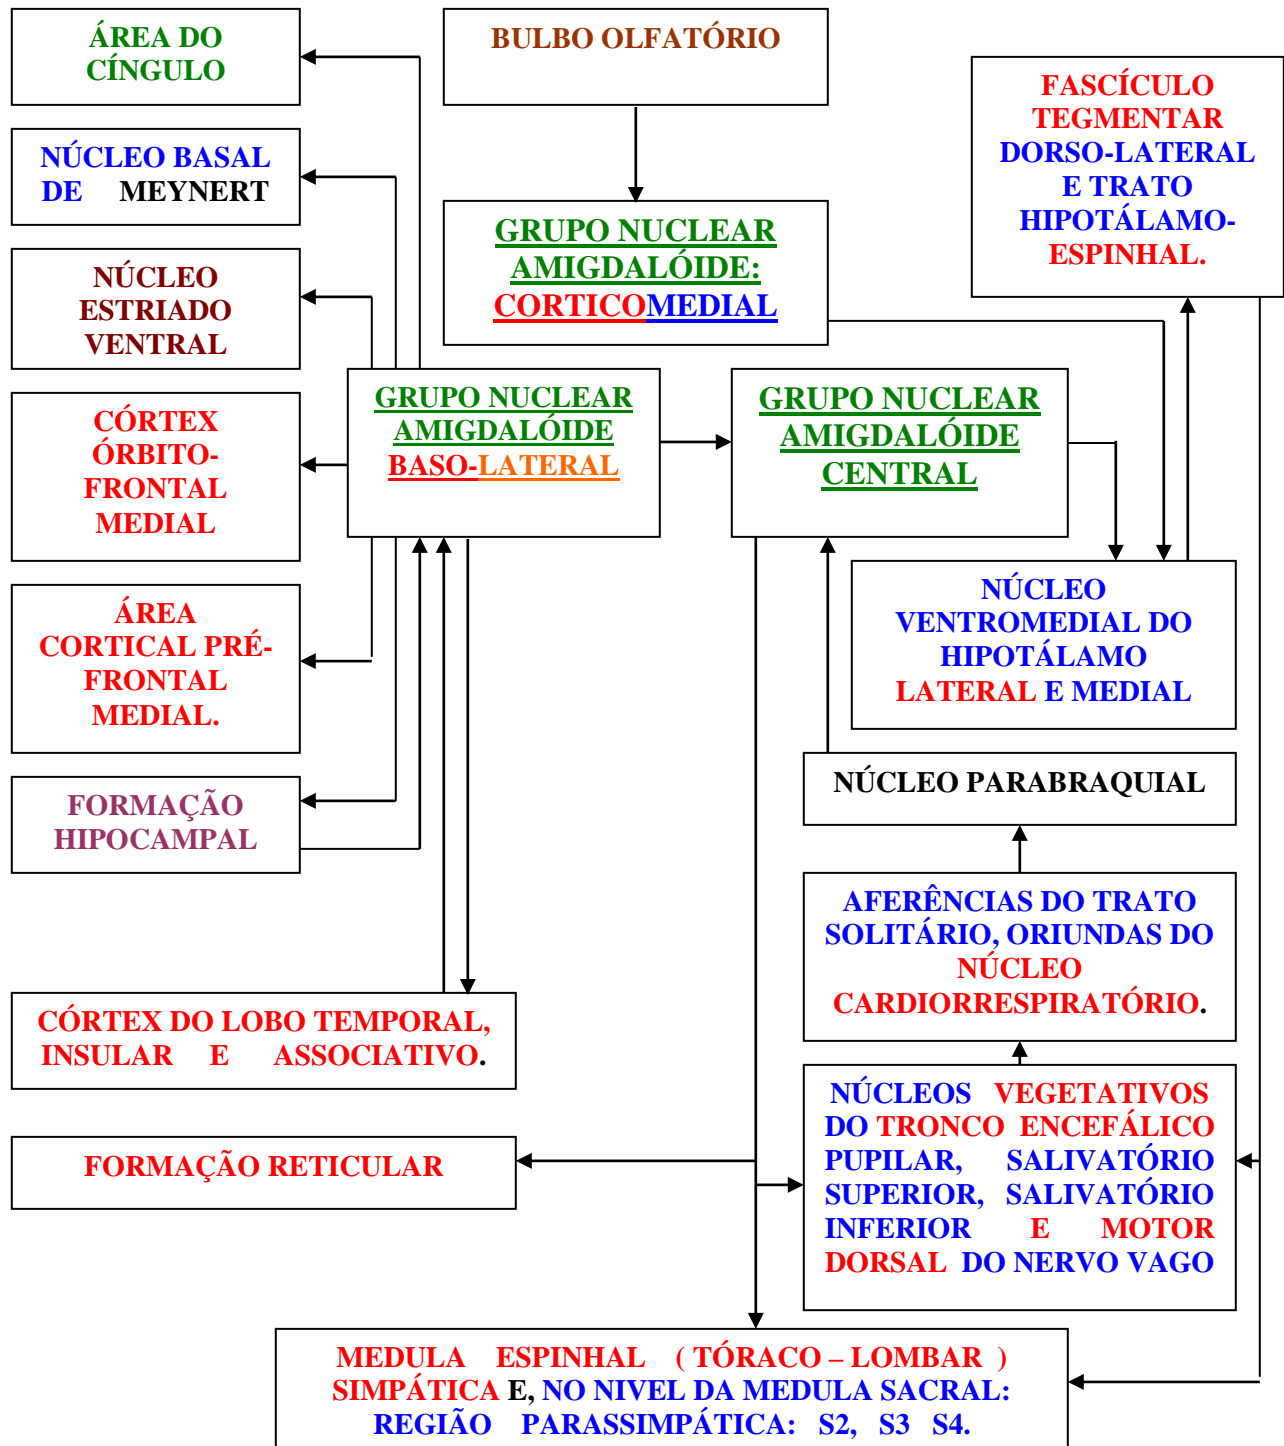 ÁREA DO
CÍNGULO
BULBO OLFATÓRIO
FASCÍCULO
TEGMENTAR
DORSO-LATERAL
E TRATO
HIPOTÁLAMO-
ESPINHAL.
NÚCLEO BASAL
DE MEYNERT
GRUPO NUCLEAR
AMIGDALÓIDE:
CORTICOMEDIAL
NÚCLEO
ESTRIADO
VENTRAL
GRUPO NUCLEAR
AMIGDALÓIDE
BASO-LATERAL
GRUPO NUCLEAR
AMIGDALÓIDE
CENTRAL
CÓRTEX
ÓRBITO-
FRONTAL
MEDIAL
NÚCLEO
VENTROMEDIAL DO
HIPOTÁLAMO
LATERAL E MEDIAL
ÁREA
CORTICAL PRÉ-
FRONTAL
MEDIAL.
NÚCLEO PARABRAQUIAL
FORMAÇÃO
HIPOCAMPAL
AFERÊNCIAS DO TRATO
SOLITÁRIO, ORIUNDAS DO
NÚCLEO
CARDIORRESPIRATÓRIO.
CÓRTEX DO LOBO TEMPORAL,
INSULAR E ASSOCIATIVO.
NÚCLEOS VEGETATIVOS
DO TRONCO ENCEFÁLICO
PUPILAR, SALIVATÓRIO
SUPERIOR, SALIVATÓRIO
INFERIOR E MOTOR
DORSAL DO NERVO VAGO
FORMAÇÃO RETICULAR
MEDULA ESPINHAL ( TÓRACO – LOMBAR )
SIMPÁTICA E, NO NIVEL DA MEDULA SACRAL:
REGIÃO PARASSIMPÁTICA: S2, S3 S4.